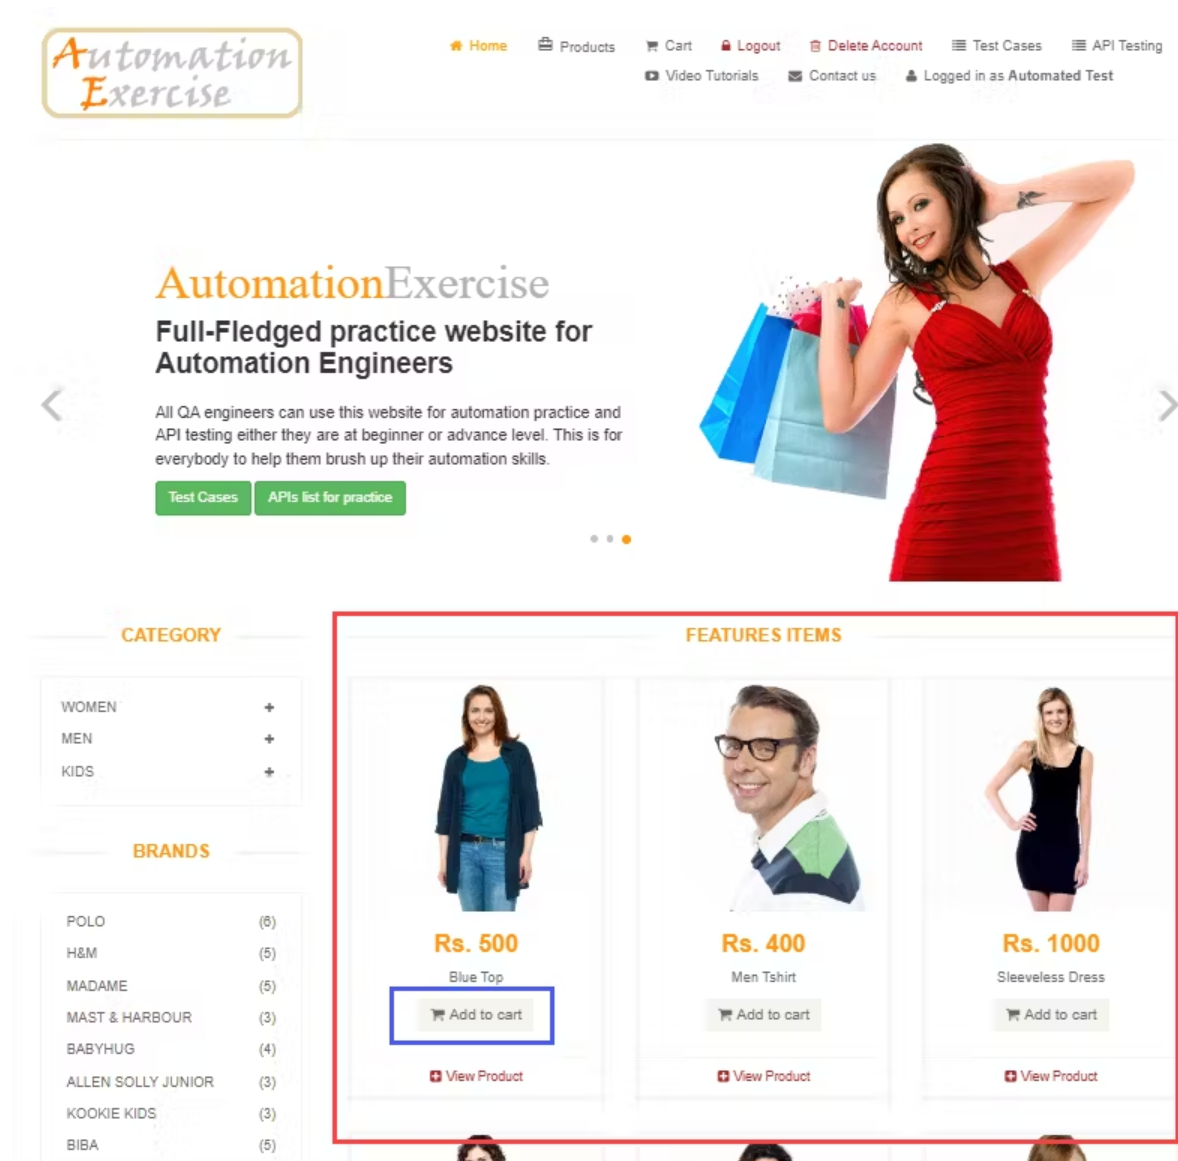 Automation
Exercise
Home Products Cart Logout Delete Account Test Cases API Testing
Video Tutorials Contact us Logged in as Automated Test
AutomationExercise
Full-Fledged practice website for
Automation Engineers
All QA engineers can use this website for automation practice and
API testing either they are at beginner or advance level. This is for
everybody to help them brush up their automation skills.
Test Cases APIs list for practice
CATEGORY
WOMEN
MEN
KIDS
BRANDS
POLO (6)
H&M (5)
MADAME (5)
MAST & HARBOUR (3)
BABYHUG (4)
ALLEN SOLLY JUNIOR (3)
KOOKIE KIDS (3)
BIBA (5)
FEATURES ITEMS
Rs. 500
Blue Top
Add to cart
View Product
Rs. 400
Men Tshirt
Add to cart
View Product
Rs. 1000
Sleeveless Dress
Add to cart
View Product